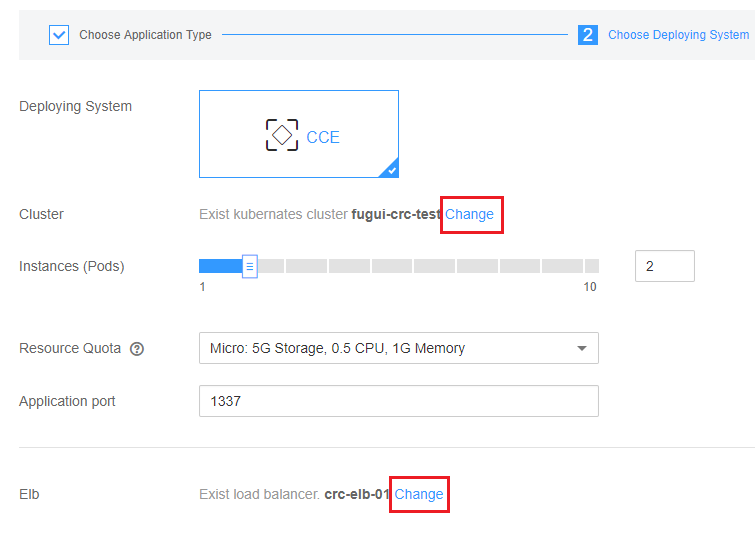 Choose Application Type
2 Choose Deploying System
Deploying System
CCE
Cluster
Exist kubernates cluster fugui-crc-test Change
Instances (Pods)
2
1
10
Resource Quota ?
Micro: 5G Storage, 0.5 CPU, 1G Memory
Application port
1337
Elb
Exist load balancer. crc-elb-01 Change